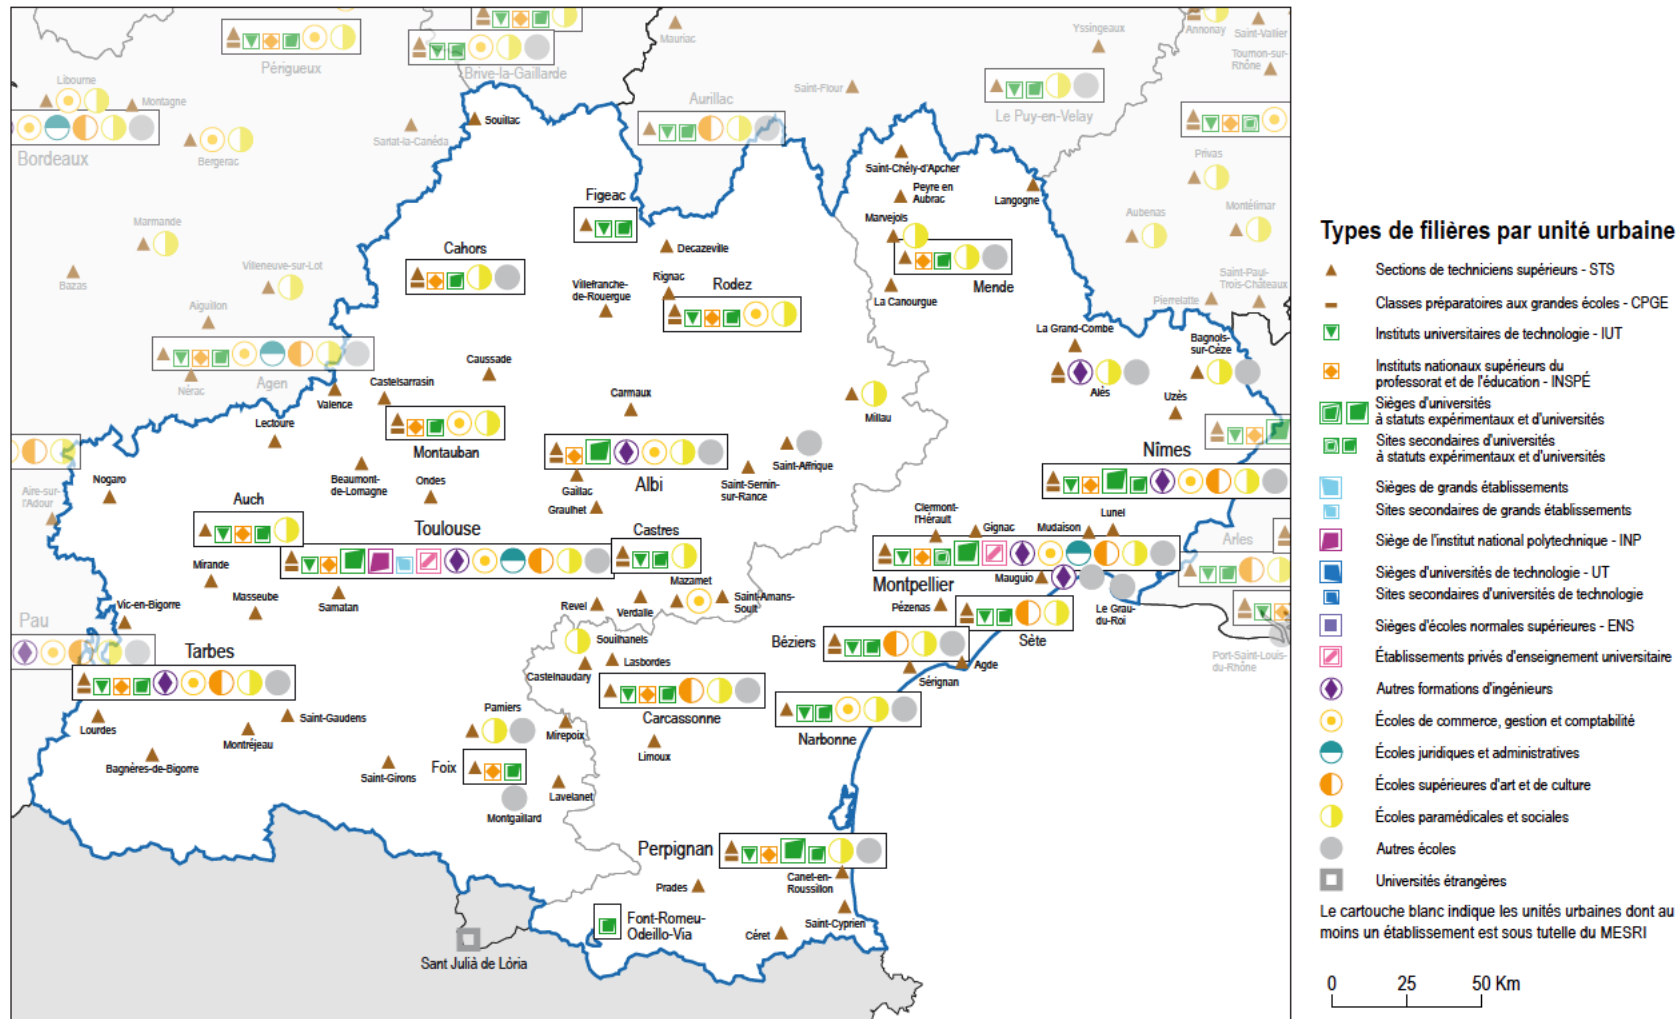 Mauriac
Yssingeaux
Annonay
Saint-Vallier
Tournon-sur-
Rhône
Périgueux
Brive-la-Gaillarde
Libourne
Montagne
Saint-Flour
Aurillac
Le Puy-en-Velay
Souillac
Sarlat-la-Canéda
Bordeaux
Bergerac
Privas
Saint-Chély-d'Apcher
Peyre en
Aubrac
Langogne
Figeac
Marvejols
Aubenas
Montélimar
Marmande
Cahors
Decazeville
Villeneuve-sur-Lot
Rignac
Rodez
Villefranche-
de-Rouergue
Mende
Bazas
La Canourgue
Saint-Paul-
Trois-Châteaux
Pierrelatte
Aiguillon
La Grand-Combe
Bagnols-
sur-Cèze
Caussade
Nérac
Agen
Castelsarrasin
Valence
Carmaux
Alès
Uzès
Millau
Lectoure
Montauban
Nîmes
Saint-Affrique
Nogaro
Beaumont-
de-Lomagne
Ondes
Gaillac
Albi
Saint-Sernin-
sur-Rance
Aire-sur-
l'Adour
Auch
Graulhet
Clermont-
l'Hérault
Gignac
Mudaison
Lunel
Toulouse
Castres
Arles
Mirande
Mazamet
Montpellier
Mauguio
Masseube
Samatan
Revel
Verdalle
Saint-Amans-
Soult
Pézenas
Le Grau-
du-Roi
Vic-en-Bigorre
Pau
Souilhanels
Béziers
Sète
Tarbes
Lasbordes
Castelnaudary
Agde
Sérignan
Port-Saint-Louis-
du-Rhône
Carcassonne
Pamiers
Mirepoix
Narbonne
Lourdes
Saint-Gaudens
Montréjeau
Limoux
Bagnères-de-Bigorre
Saint-Girons
Foix
Lavelanet
Montgaillard
Perpignan
Canet-en-
Roussillon
Prades
Font-Romeu-
Odeillo-Via
Saint-Cyprien
Céret
Sant Julià de Lòria
Types de filières par unité urbaine
Sections de techniciens supérieurs - STS
Classes préparatoires aux grandes écoles - CPGE
Instituts universitaires de technologie - IUT
Instituts nationaux supérieurs du
professorat et de l'éducation - INSPÉ
Sièges d'universités
à statuts expérimentaux et d'universités
Sites secondaires d'universités
à statuts expérimentaux et d'universités
Sièges de grands établissements
Sites secondaires de grands établissements
Siège de l'institut national polytechnique - INP
Sièges d'universités de technologie - UT
Sites secondaires d'universités de technologie
Sièges d'écoles normales supérieures - ENS
Établissements privés d'enseignement universitaire
Autres formations d'ingénieurs
Écoles de commerce, gestion et comptabilité
Écoles juridiques et administratives
Écoles supérieures d'art et de culture
Écoles paramédicales et sociales
Autres écoles
Universités étrangères
Le cartouche blanc indique les unités urbaines dont au
moins un établissement est sous tutelle du MESRI
0 25 50 Km